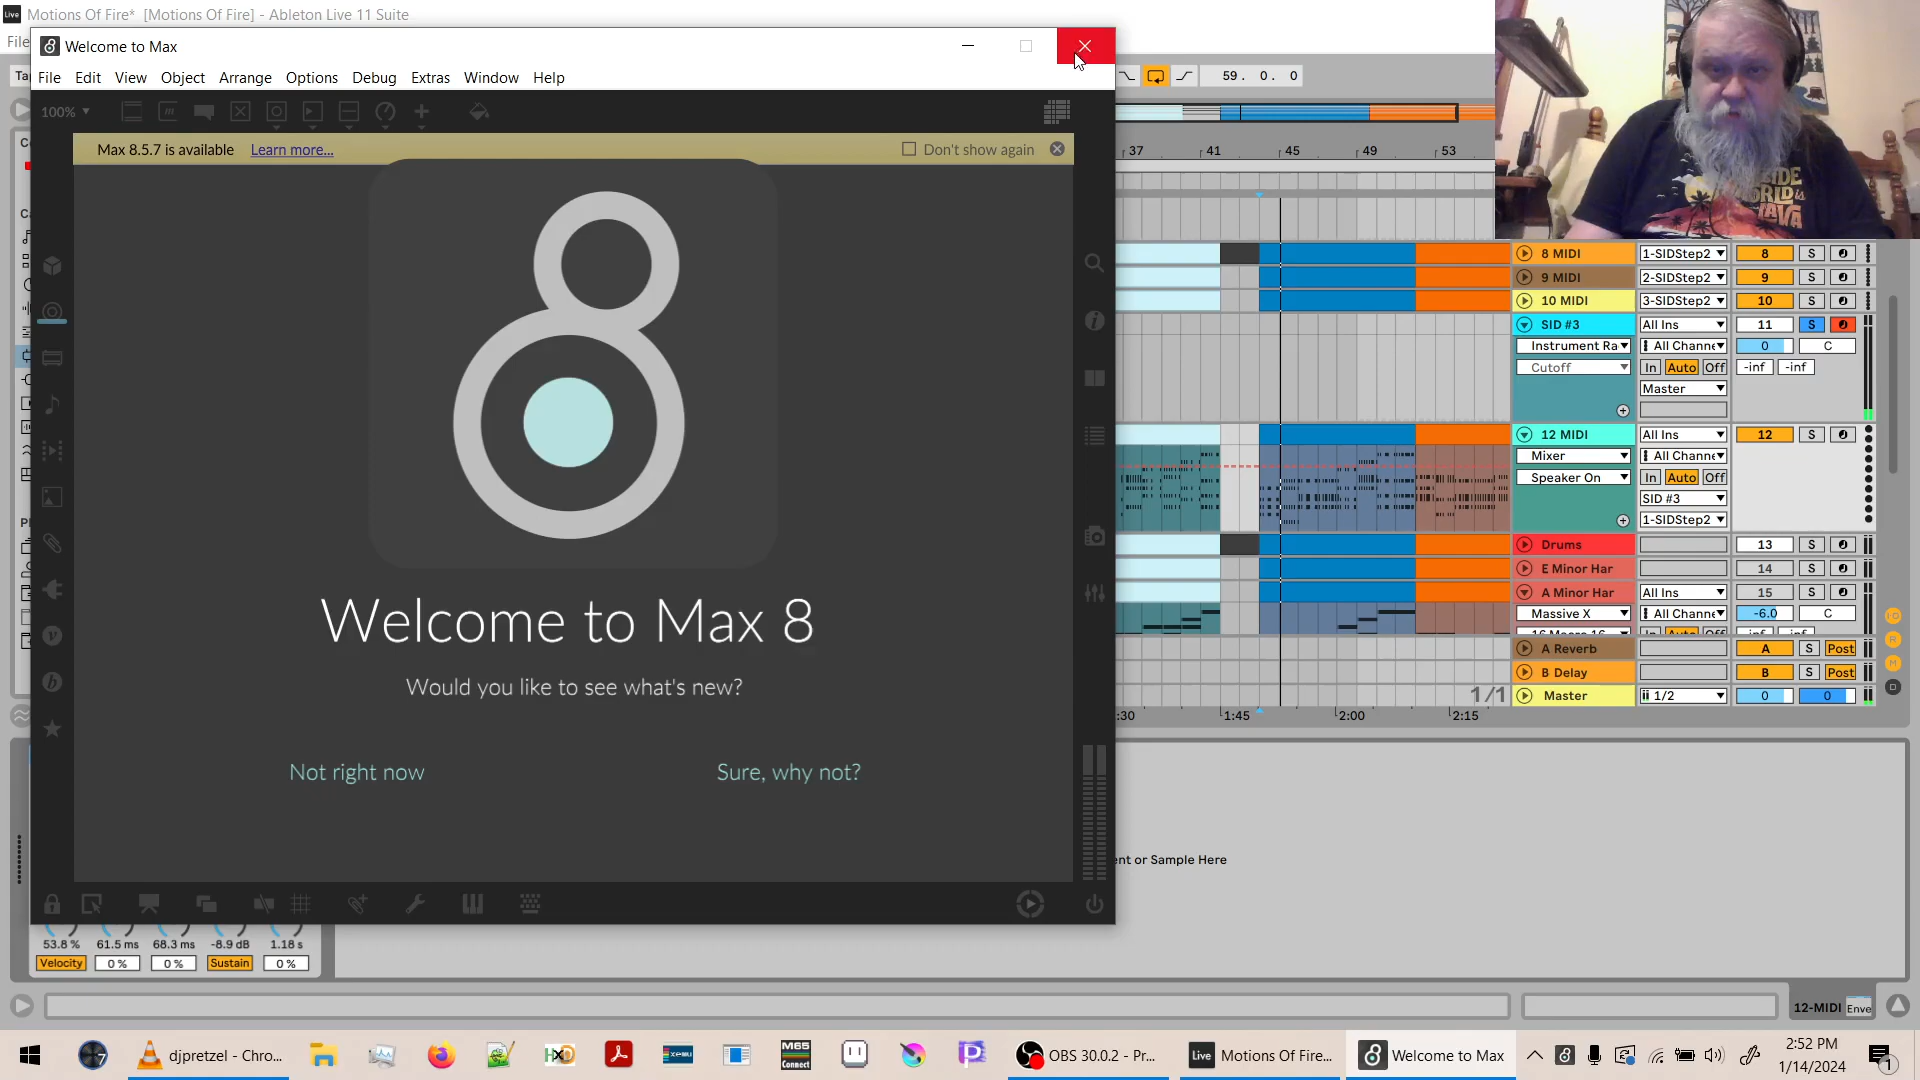 Motions Of Fire* [Motions Of Fire] - Ableton Live 11 Suite
File
Welcome to Max
File Edit View Object Arrange Options Debug Extras Window Help
100%
Max 8.5.7 is available Learn more... Don't show again
Welcome to Max 8
Would you like to see what's new?
Not right now Sure, why not?
59. 0. 0
37 41 45 49 53
8 MIDI 1-SIDStep2 8 S
9 MIDI 2-SIDStep2 9 S
10 MIDI 3-SIDStep2 10 S
SID #3 All Ins 11 S
Instrument Ra All Channe 0 C
Cutoff In Auto Off -inf -inf
Master
12 MIDI All Ins 12 S
Mixer All Channe
Speaker On In Auto Off
SID #3
1-SIDStep2
Drums 13 S
E Minor Har 14 S
A Minor Har All Ins 15 S
Massive X All Channe -6.0 C
A Reverb A S Post
B Delay B S Post
1/1 Master 1/2 0 0
:30 1:45 2:00 2:15
ent or Sample Here
53.8 % 61.5 ms 68.3 ms -8.9 dB 1.18 s
Velocity 0 % 0 % Sustain 0 %
12-MIDI Enve
djpretzel - Chro... OBS 30.0.2 - Pr... Live Motions Of Fire... Welcome to Max
2:52 PM
1/14/2024